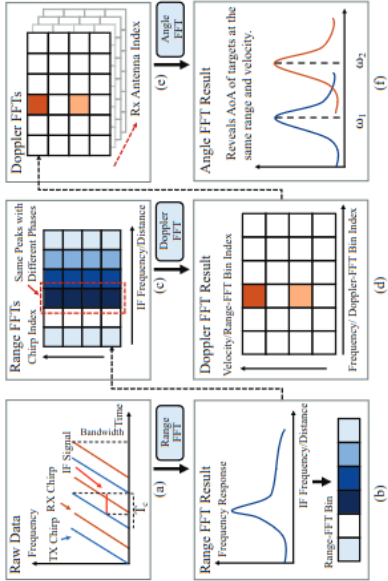 Raw Data
Frequency
TX Chirp
RX Chirp
IF Signal
Bandwidth
Time
T_c
(a)
Range
FFT
Range FFT Result
Frequency Response
IF Frequency/Distance
Range-FFT
Bin
(b)
Range FFTs
Chirp Index
Same Peaks with
Different Phases
IF Frequency/Distance
(c)
Doppler
FFT
Doppler FFT Result
Velocity/Range-FFT Bin Index
Frequency/ Doppler-FFT Bin Index
(d)
Doppler FFTs
Rx Antenna Index
(e)
Angle
FFT
Angle FFT Result
Reveals AoA of targets at the
same range and velocity.
ω₁
ω₂
(f)